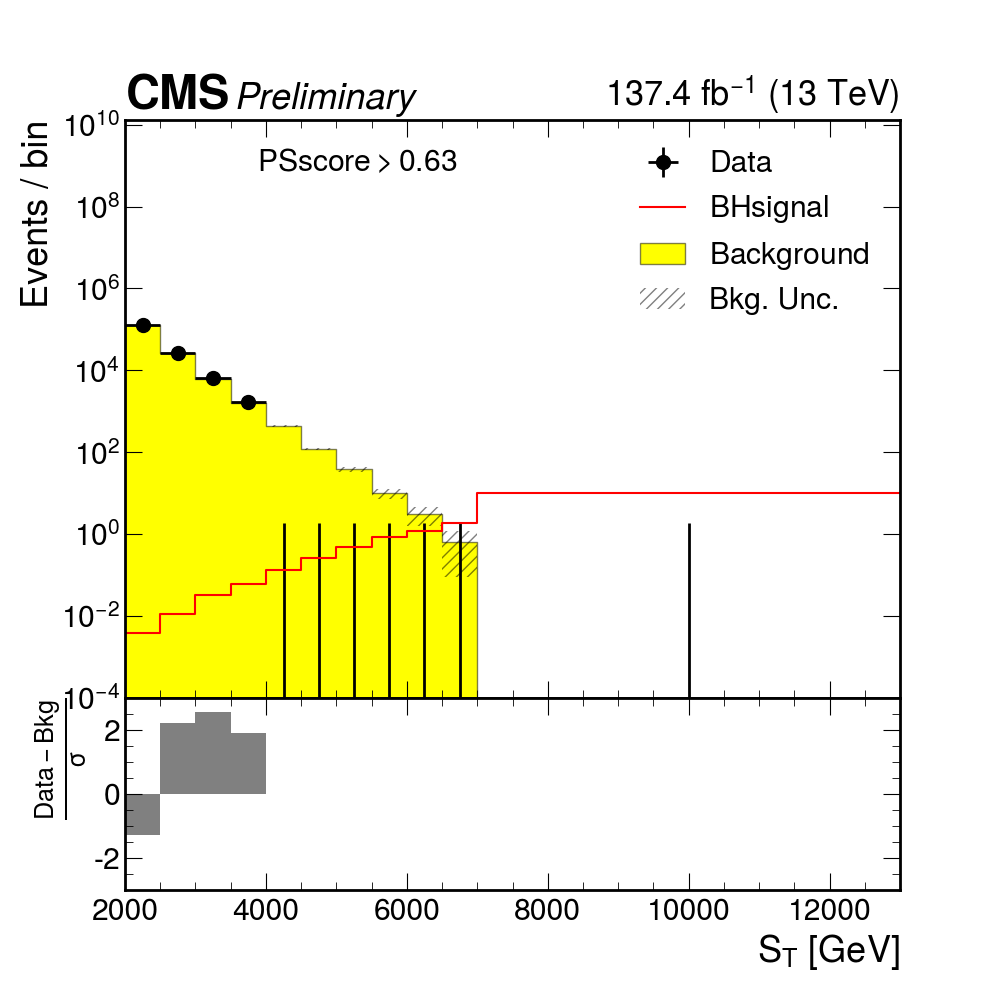 CMS Preliminary 137.4 fb⁻¹ (13 TeV)
Events / bin
10¹⁰
10⁸
10⁶
10⁴
10²
10⁰
10⁻²
10⁻⁴
PSscore > 0.63
Data
BHsignal
Background
Bkg. Unc.
Data – Bkg
σ
2
0
-2
2000 4000 6000 8000 10000 12000
S_T [GeV]